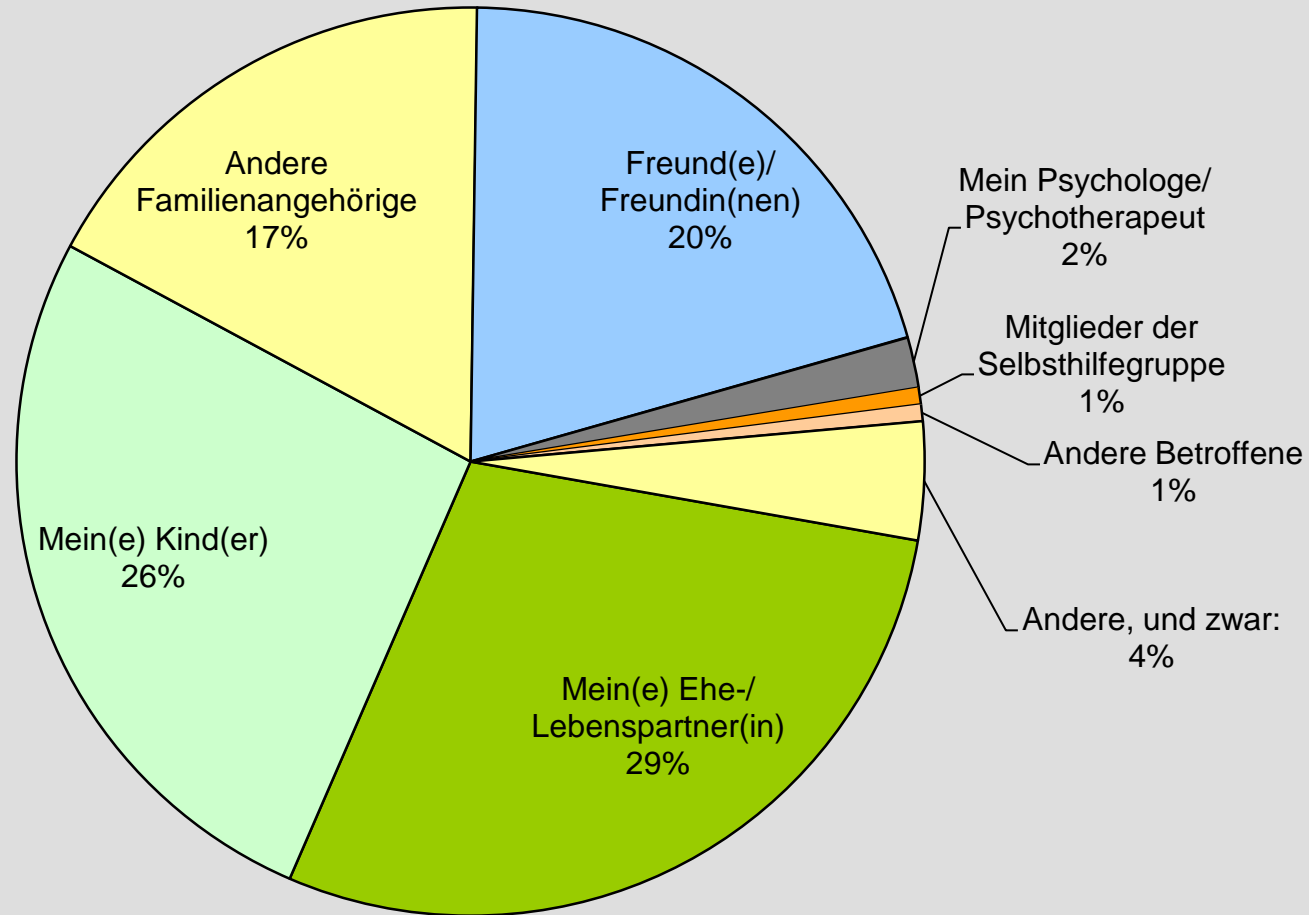 Andere
Familienangehörige
17%
Freund(e)/
Freundin(nen)
20%
Mein Psychologe/
Psychotherapeut
2%
Mitglieder der
Selbsthilfegruppe
1%
Andere Betroffene
1%
Mein(e) Kind(er)
26%
Andere, und zwar:
4%
Mein(e) Ehe-/
Lebenspartner(in)
29%